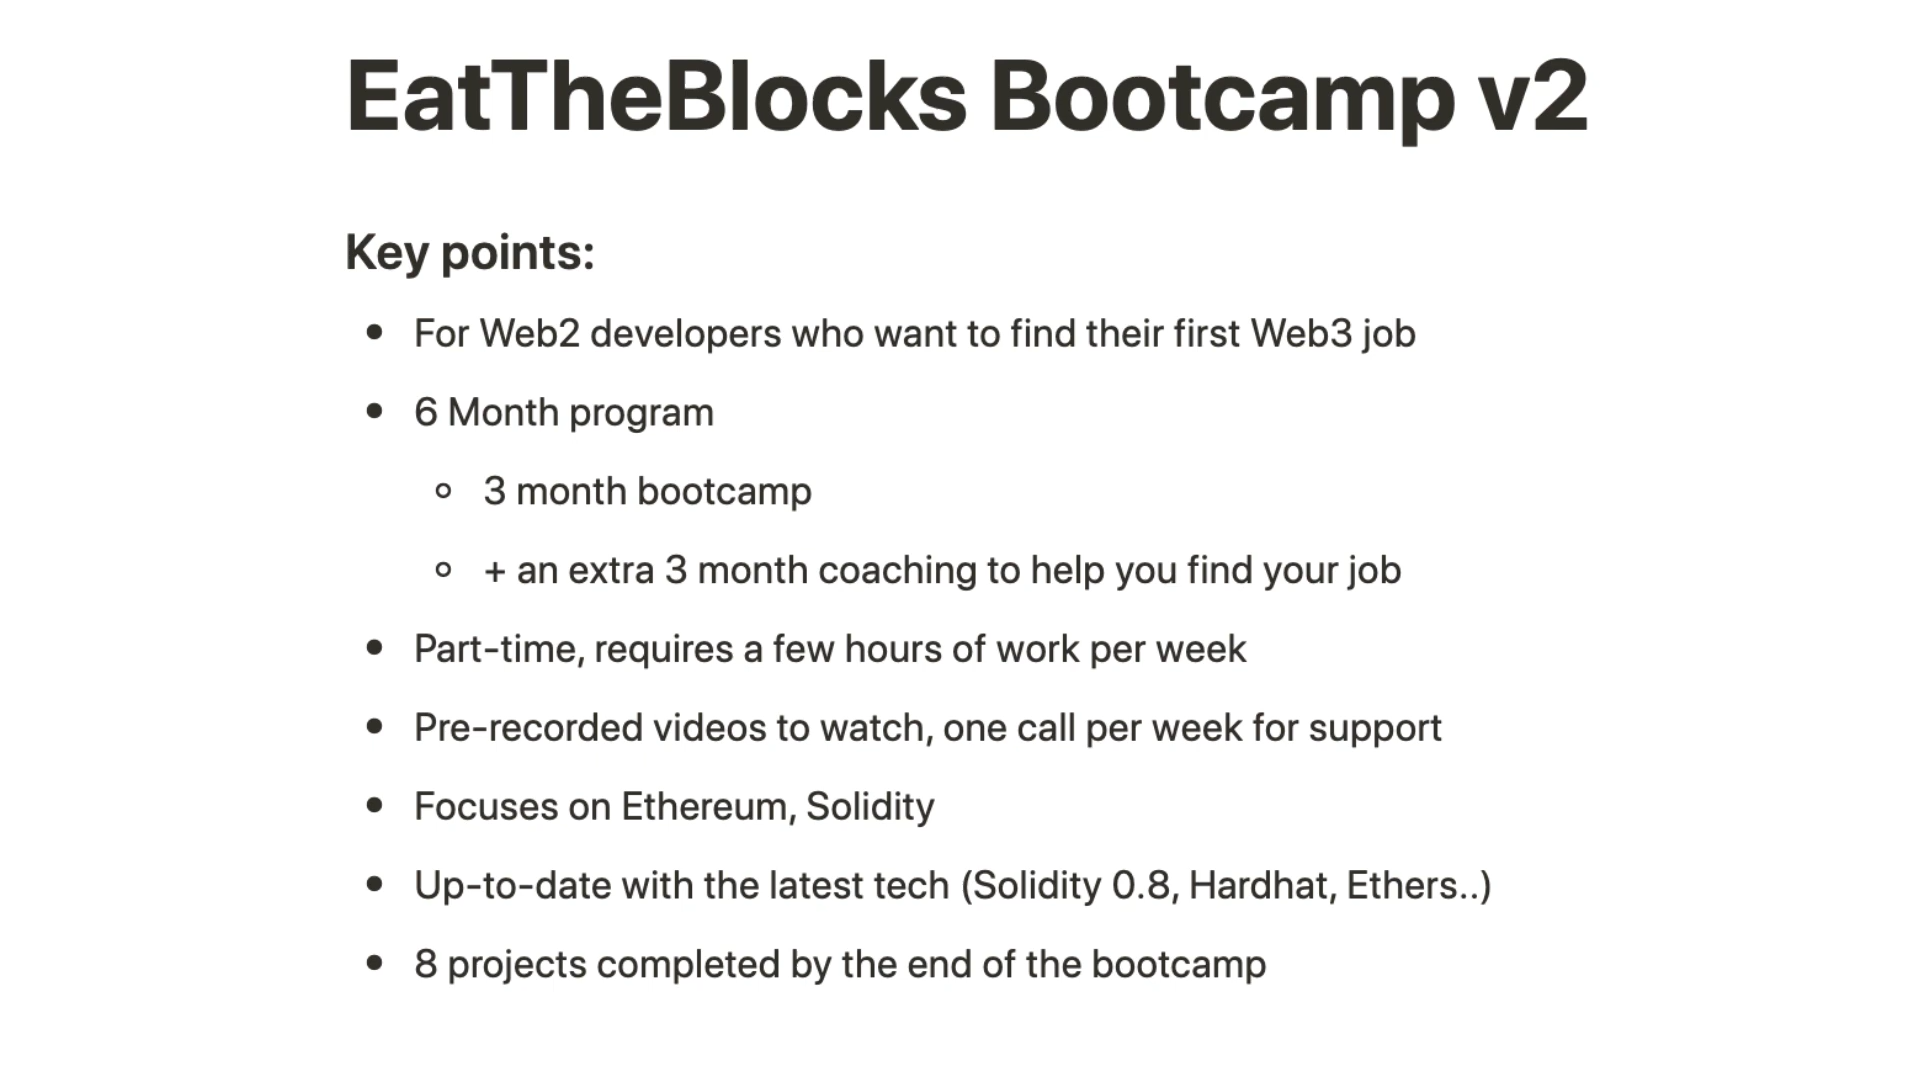 EatTheBlocks Bootcamp v2
Key points:
• For Web2 developers who want to find their first Web3 job
• 6 Month program
◦ 3 month bootcamp
◦ + an extra 3 month coaching to help you find your job
• Part-time, requires a few hours of work per week
• Pre-recorded videos to watch, one call per week for support
• Focuses on Ethereum, Solidity
• Up-to-date with the latest tech (Solidity 0.8, Hardhat, Ethers..)
• 8 projects completed by the end of the bootcamp